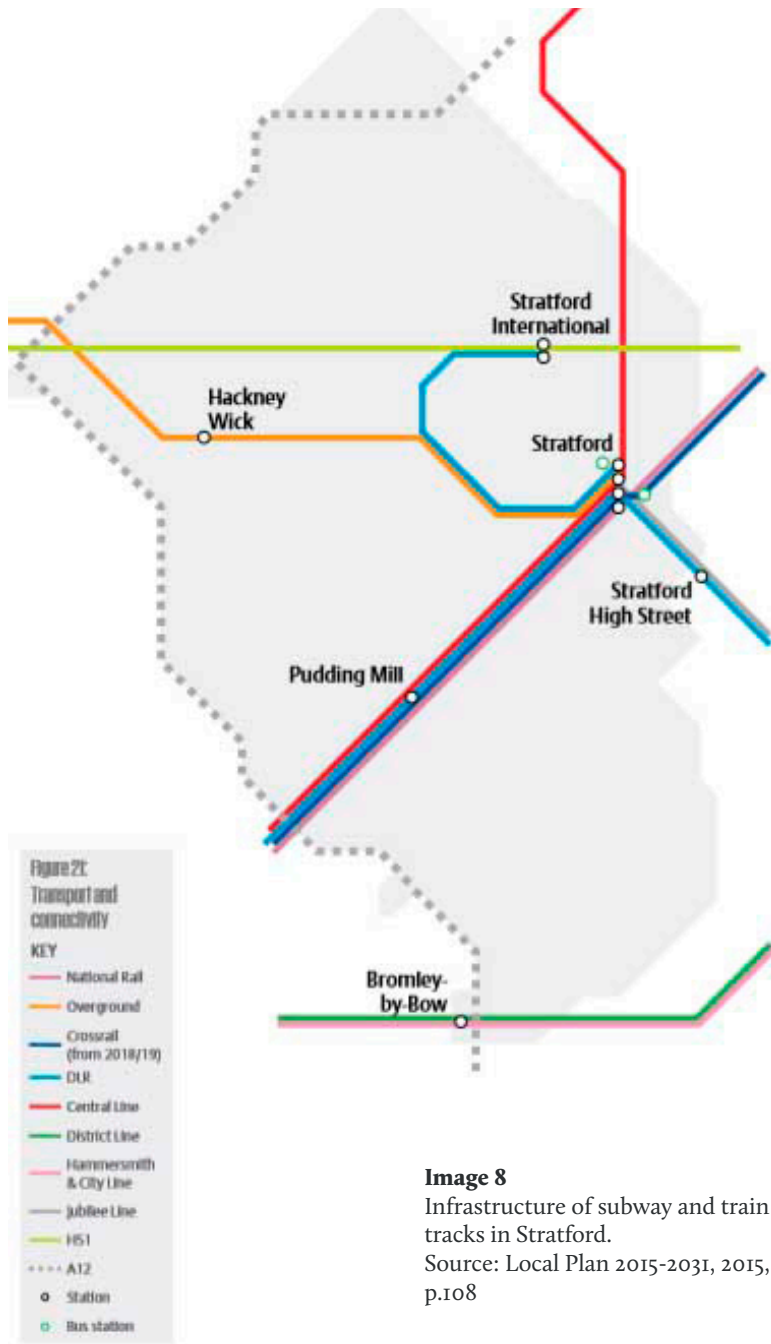 Stratford
International
Hackney
Wick
Stratford
Stratford
High Street
Pudding Mill
Bromley-
by-Bow
Figure 21:
Transport and
connectivity
KEY
National Rail
Overground
Crossrail
(from 2018/19)
DLR
Central Line
District Line
Hammersmith
& City Line
Jubilee Line
HS1
A12
Station
Bus station
Image 8
Infrastructure of subway and train
tracks in Stratford.
Source: Local Plan 2015-2031, 2015,
p.108